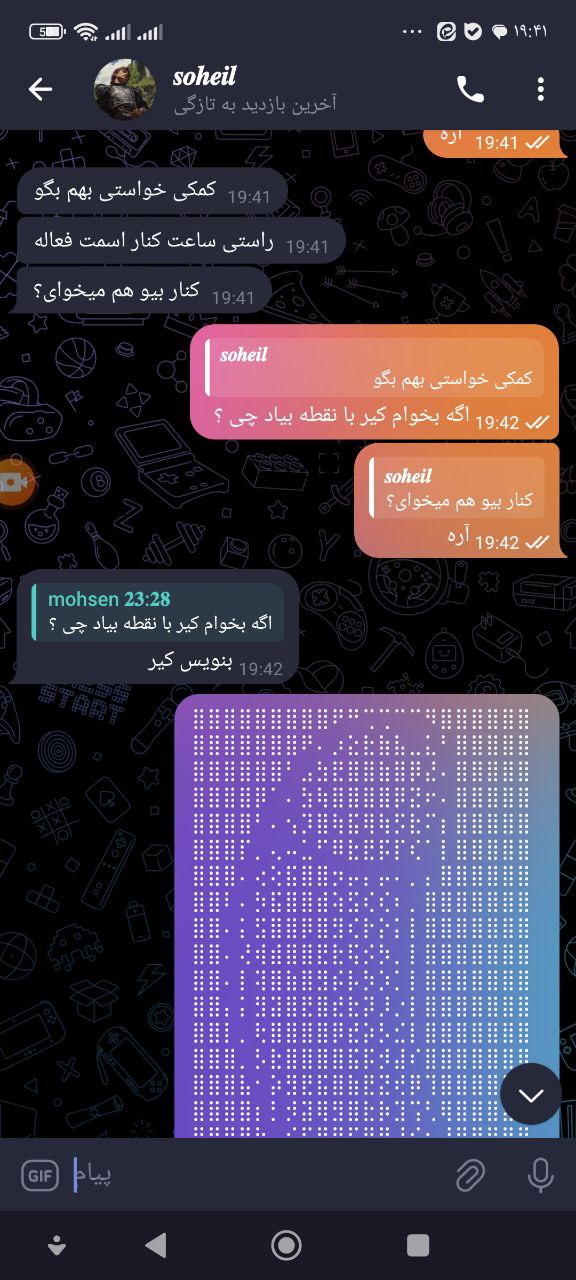 50
۱۹:۴۱
soheil
آخرین بازدید به تازگی
آره 19:41
کمکی خواستی بهم بگو 19:41
راستی ساعت کنار اسمت فعاله 19:41
کنار بیو هم میخوای؟ 19:41
soheil
کمکی خواستی بهم بگو
اگه بخوام کیر با نقطه بیاد چی ؟ 19:42
soheil
کنار بیو هم میخوای؟
آره 19:42
mohsen 23:28
اگه بخوام کیر با نقطه بیاد چی ؟
بنویس کیر 19:42
GIF
پیام